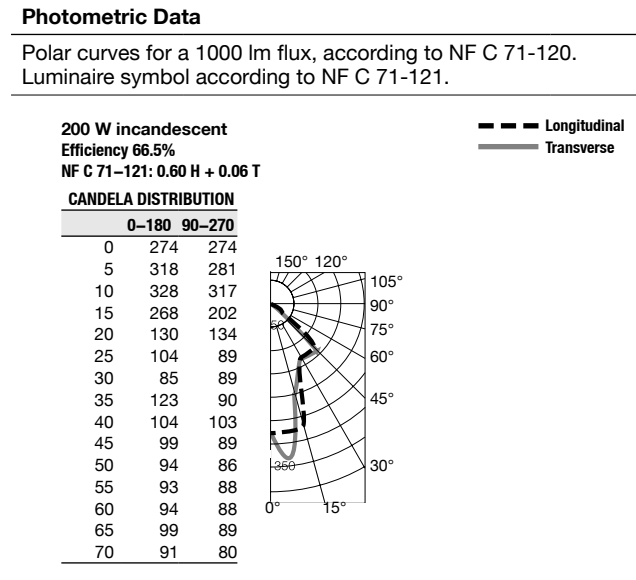 Photometric Data
Polar curves for a 1000 lm flux, according to NF C 71-120.
Luminaire symbol according to NF C 71-121.
200 W incandescent
Efficiency 66.5%
NF C 71–121: 0.60 H + 0.06 T
Longitudinal
Transverse
CANDELA DISTRIBUTION
0–180 90–270
0 274 274
5 318 281
10 328 317
15 268 202
20 130 134
25 104 89
30 85 89
35 123 90
40 104 103
45 99 89
50 94 86
55 93 88
60 94 88
65 99 89
70 91 80
150° 120°
105°
90°
75°
60°
45°
30°
0° 15°
50
350